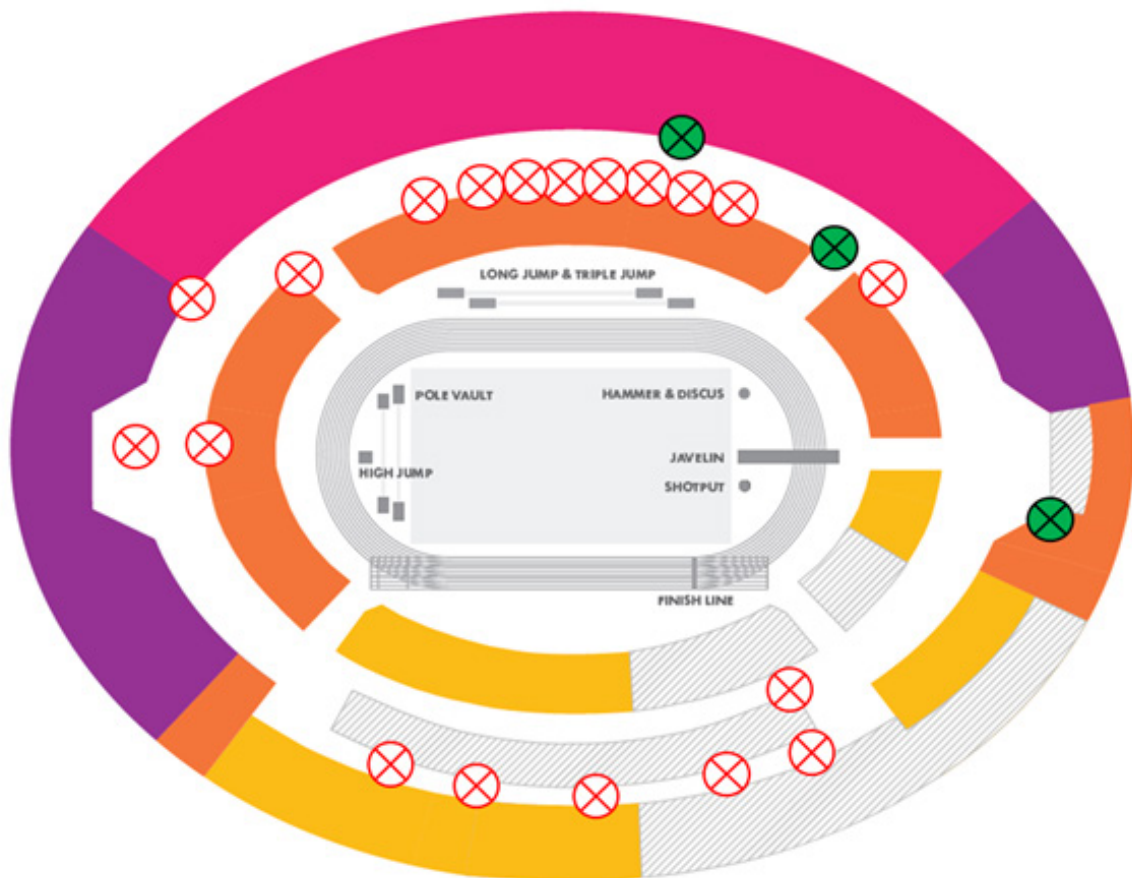 LONG JUMP & TRIPLE JUMP
POLE VAULT
HAMMER & DISCUS
JAVELIN
HIGH JUMP
SHOTPUT
FINISH LINE